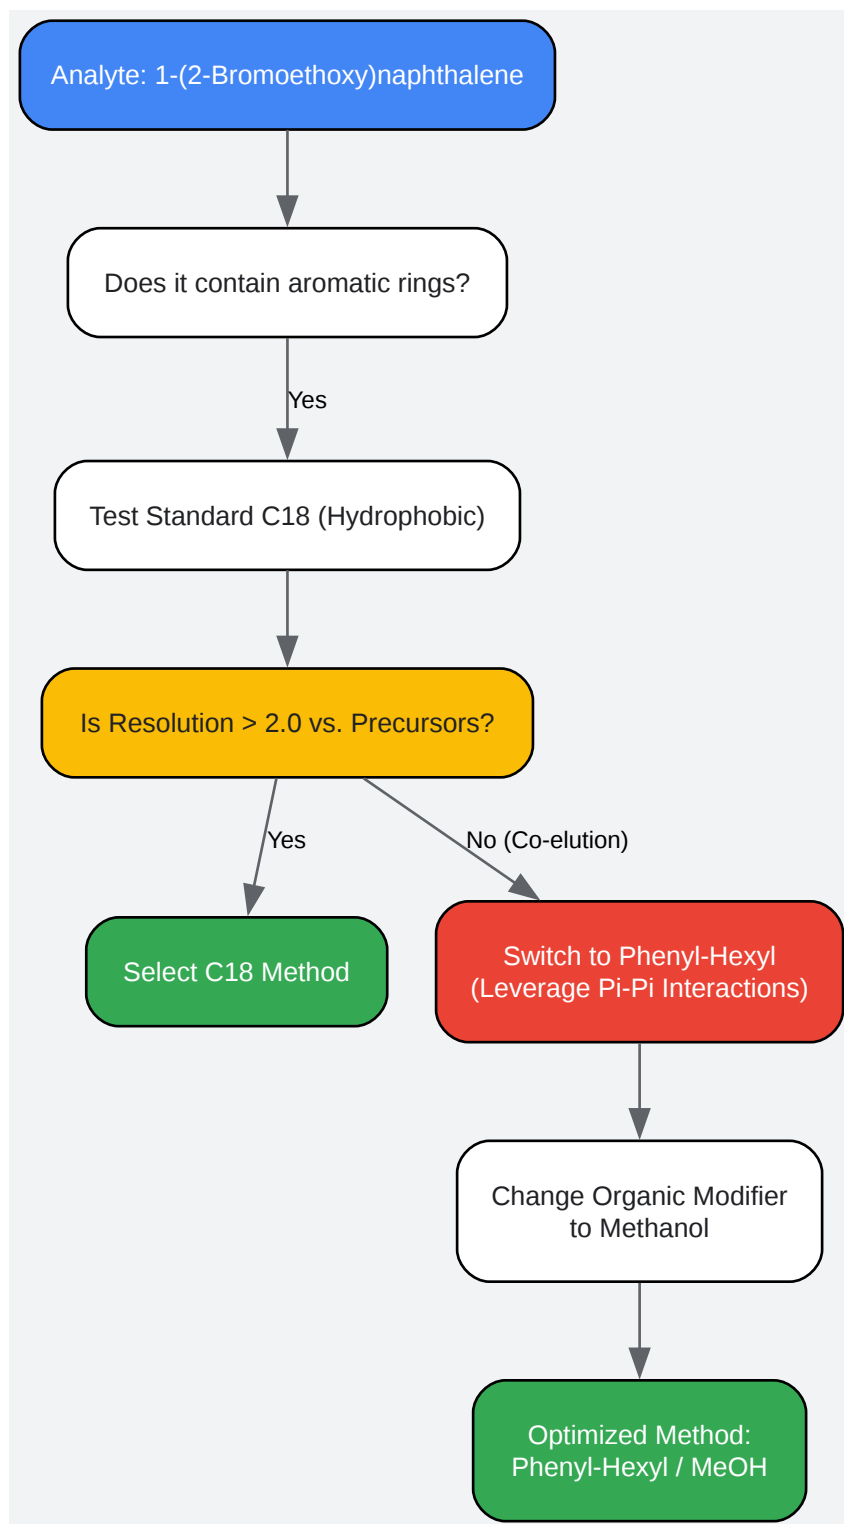 Analyte: 1-(2-Bromoethoxy)naphthalene
Does it contain aromatic rings?
Yes
Test Standard C18 (Hydrophobic)
Is Resolution > 2.0 vs. Precursors?
Yes
No (Co-elution)
Select C18 Method
Switch to Phenyl-Hexyl
(Leverage Pi-Pi Interactions)
Change Organic Modifier
to Methanol
Optimized Method:
Phenyl-Hexyl / MeOH